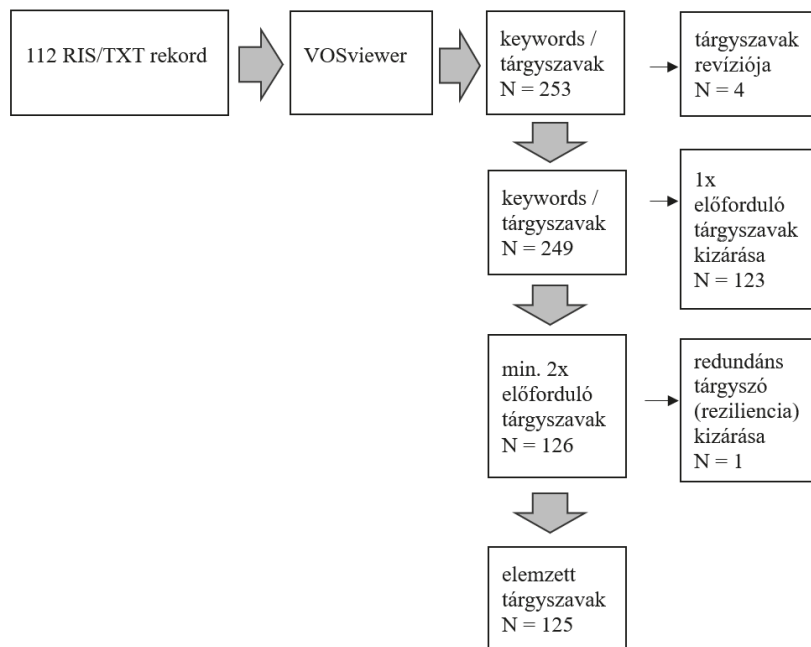 112 RIS/TXT rekord
VOSviewer
keywords /
tárgyszavak
N = 253
tárgyszavak
revíziója
N = 4
keywords /
tárgyszavak
N = 249
1x
előforduló
tárgyszavak
kizárása
N = 123
min. 2x
előforduló
tárgyszavak
N = 126
redundáns
tárgyszó
(reziliencia)
kizárása
N = 1
elemzett
tárgyszavak
N = 125